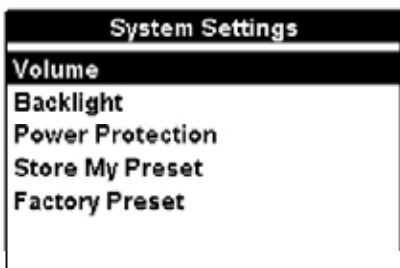 System Settings
Volume
Backlight
Power Protection
Store My Preset
Factory Preset